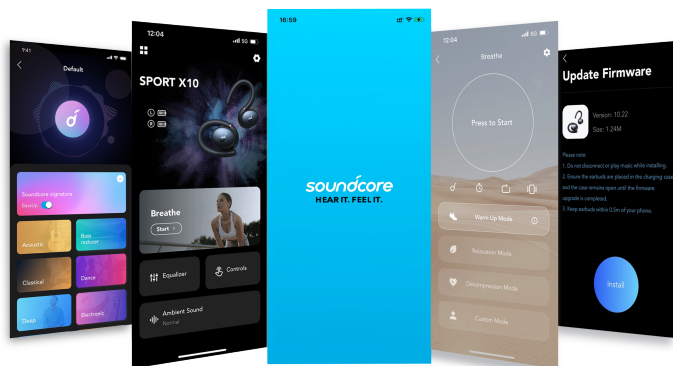 9:41
Default
Soundcore signature
BassUp
Acoustic
Bass
reducer
Classical
Dance
Deep
Electronic
12:04
5G
SPORT X10
L
R
Breathe
Start >
Equalizer
Controls
Ambient Sound
Normal
16:59
soundcore
HEAR IT. FEEL IT.
12:04
5G
Breathe
Press to Start
Warm Up Mode
Relaxation Mode
Decompression Mode
Custom Mode
Update Firmware
Version: 10.22
Size: 1.24M
Please note:
1. Do not disconnect or play music while installing.
2. Ensure the earbuds are placed in the charging case
and the case remains open until the firmware
upgrade is completed.
3. Keep earbuds within 0.5m of your phone.
Install